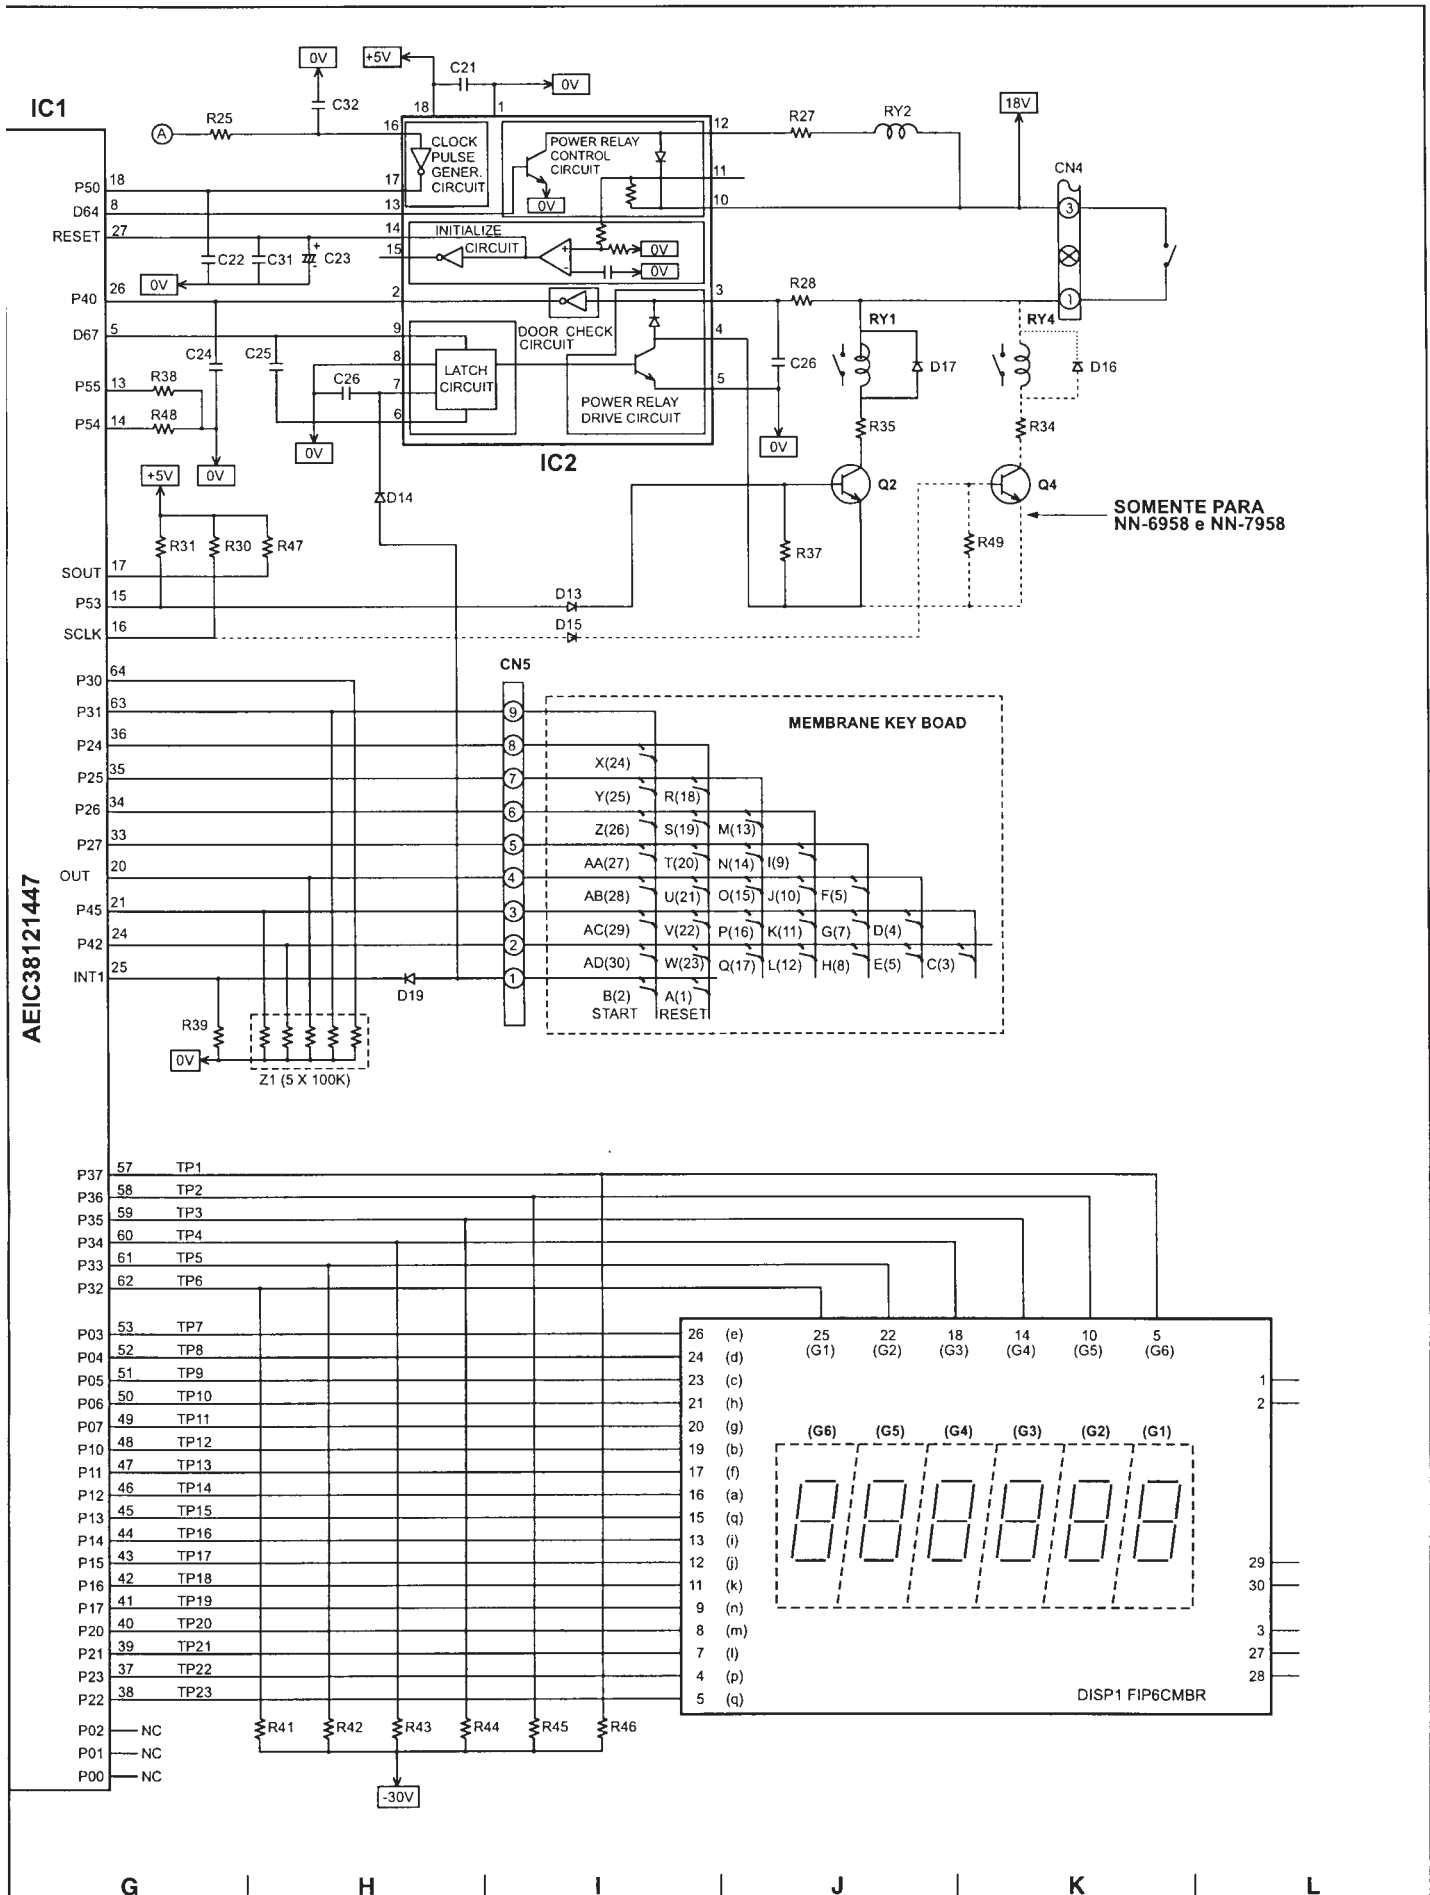 IC1
0V
+5V
C21
0V
C32
18V
A
R25
16
18
1
12
R27
RY2
CLOCK
PULSE
GENER.
CIRCUIT
POWER RELAY
CONTROL
CIRCUIT
0V
11
10
CN4
3
1
P50
18
17
D64
8
13
RESET
27
14
15
INITIALIZE
CIRCUIT
+
-
0V
0V
C22
C31
+
-
C23
0V
P40
26
2
3
R28
D67
5
9
DOOR CHECK
CIRCUIT
4
RY1
RY4
C24
C25
8
LATCH
CIRCUIT
C26
D17
D16
P55
13
R38
C26
7
5
P54
14
R48
6
POWER RELAY
DRIVE CIRCUIT
R35
R34
0V
0V
IC2
0V
+5V
D14
Q2
Q4
SOMENTE PARA
NN-6958 e NN-7958
R31
R30
R47
R37
R49
SOUT
17
P53
15
D13
SCLK
16
D15
P30
64
CN5
P31
63
9
MEMBRANE KEY BOAD
P24
36
8
X(24)
P25
35
7
Y(25) R(18)
P26
34
6
Z(26) S(19) M(13)
P27
33
5
AA(27) T(20) N(14) I(9)
OUT
20
4
AB(28) U(21) O(15) J(10) F(5)
P45
21
3
AC(29) V(22) P(16) K(11) G(7) D(4)
P42
24
2
AD(30) W(23) Q(17) L(12) H(8) E(5) C(3)
INT1
25
D19
1
B(2) A(1)
START RESET
AEIC38121447
R39
0V
Z1 (5 X 100K)
P37 57 TP1
P36 58 TP2
P35 59 TP3
P34 60 TP4
P33 61 TP5
P32 62 TP6
25 22 18 14 10 5
(G1) (G2) (G3) (G4) (G5) (G6)
P03 53 TP7 26 (e)
P04 52 TP8 24 (d)
P05 51 TP9 23 (c) 1
P06 50 TP10 21 (h) 2
P07 49 TP11 20 (g)
(G6) (G5) (G4) (G3) (G2) (G1)
P10 48 TP12 19 (b)
P11 47 TP13 17 (f)
P12 46 TP14 16 (a)
P13 45 TP15 15 (q)
P14 44 TP16 13 (i)
P15 43 TP17 12 (j) 29
P16 42 TP18 11 (k) 30
P17 41 TP19 9 (n)
P20 40 TP20 8 (m) 3
P21 39 TP21 7 (l) 27
P23 37 TP22 4 (p) 28
P22 38 TP23 5 (q)
DISP1 FIP6CMBR
P02 NC
R41 R42 R43 R44 R45 R46
P01 NC
P00 NC
-30V
G H I J K L